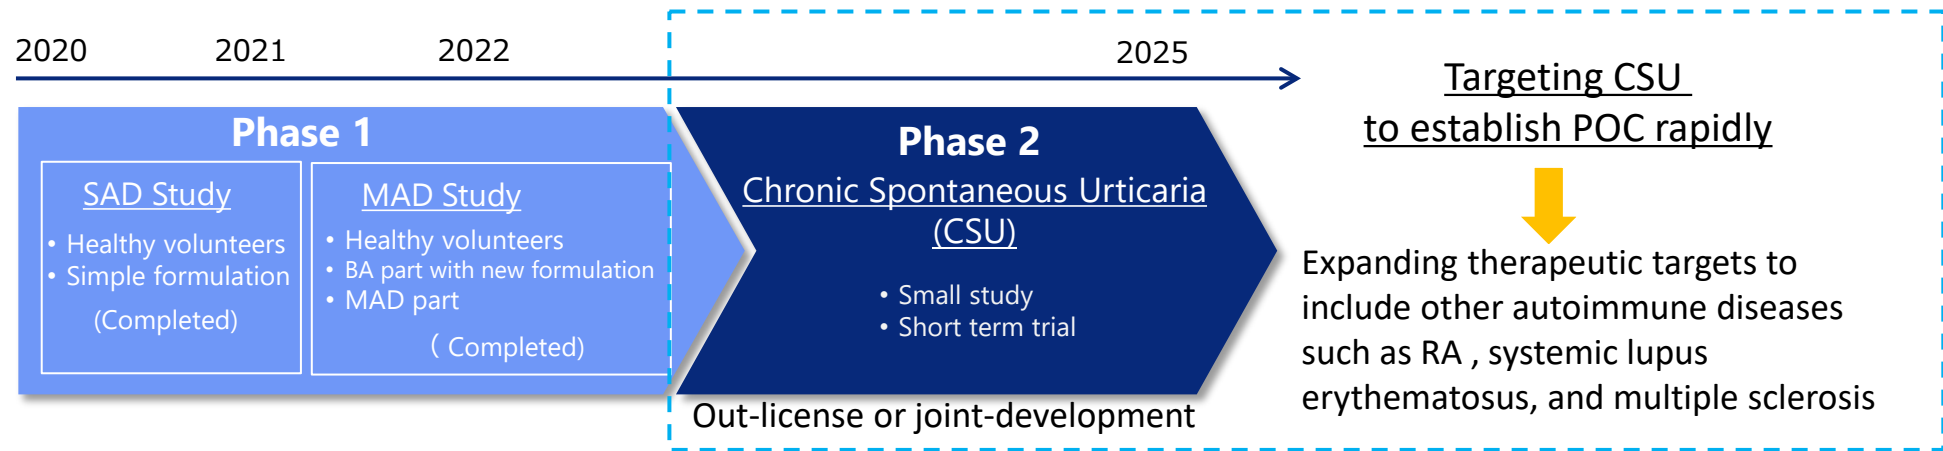 2020 2021 2022 2025
Phase 1
SAD Study
• Healthy volunteers
• Simple formulation
(Completed)
MAD Study
• Healthy volunteers
• BA part with new formulation
• MAD part
( Completed)
Phase 2
Chronic Spontaneous Urticaria
(CSU)
• Small study
• Short term trial
Out-license or joint-development
Targeting CSU
to establish POC rapidly
Expanding therapeutic targets to
include other autoimmune diseases
such as RA , systemic lupus
erythematosus, and multiple sclerosis